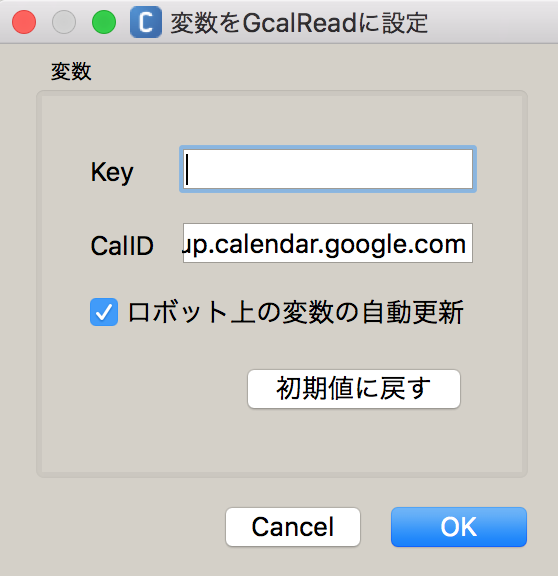 変数をGcalReadに設定
変数
Key
CalID up.calendar.google.com
ロボット上の変数の自動更新
初期値に戻す
Cancel OK